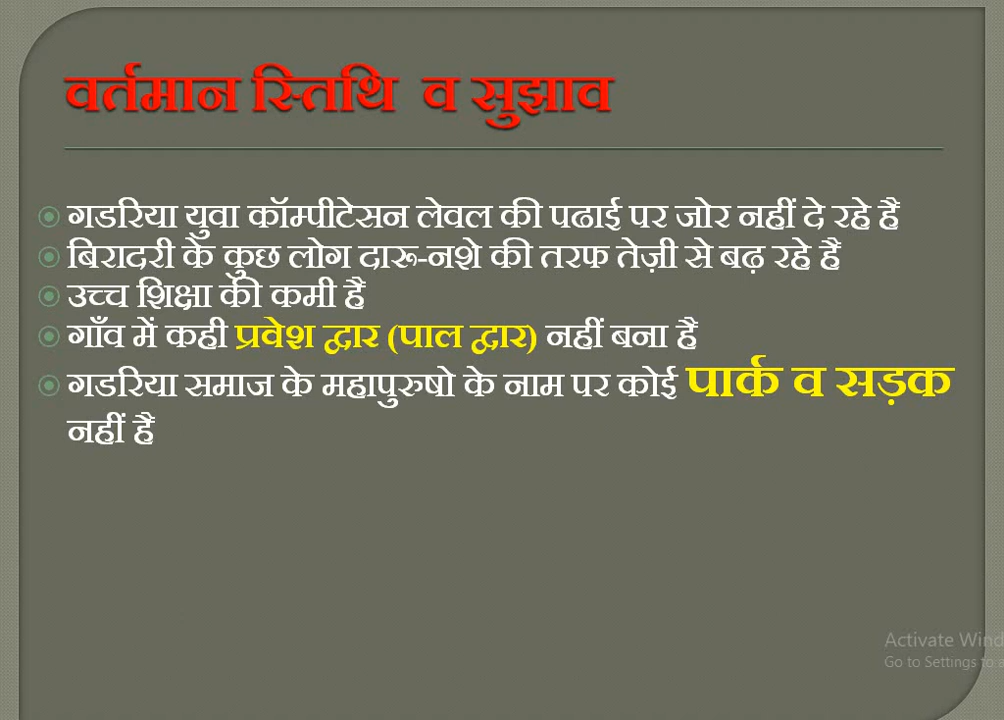 वर्तमान स्तिथि व सुझाव
गडरिया युवा कॉम्पीटेसन लेवल की पढाई पर जोर नहीं दे रहे हैं
बिरादरी के कुछ लोग दारू-नशे की तरफ तेज़ी से बढ़ रहे हैं
उच्च शिक्षा की कमी हैं
गाँव में कही प्रवेश द्वार (पाल द्वार) नहीं बना हैं
गडरिया समाज के महापुरुषो के नाम पर कोई पार्क व सड़क
नहीं हैं
Activate Wind
Go to Settings to a